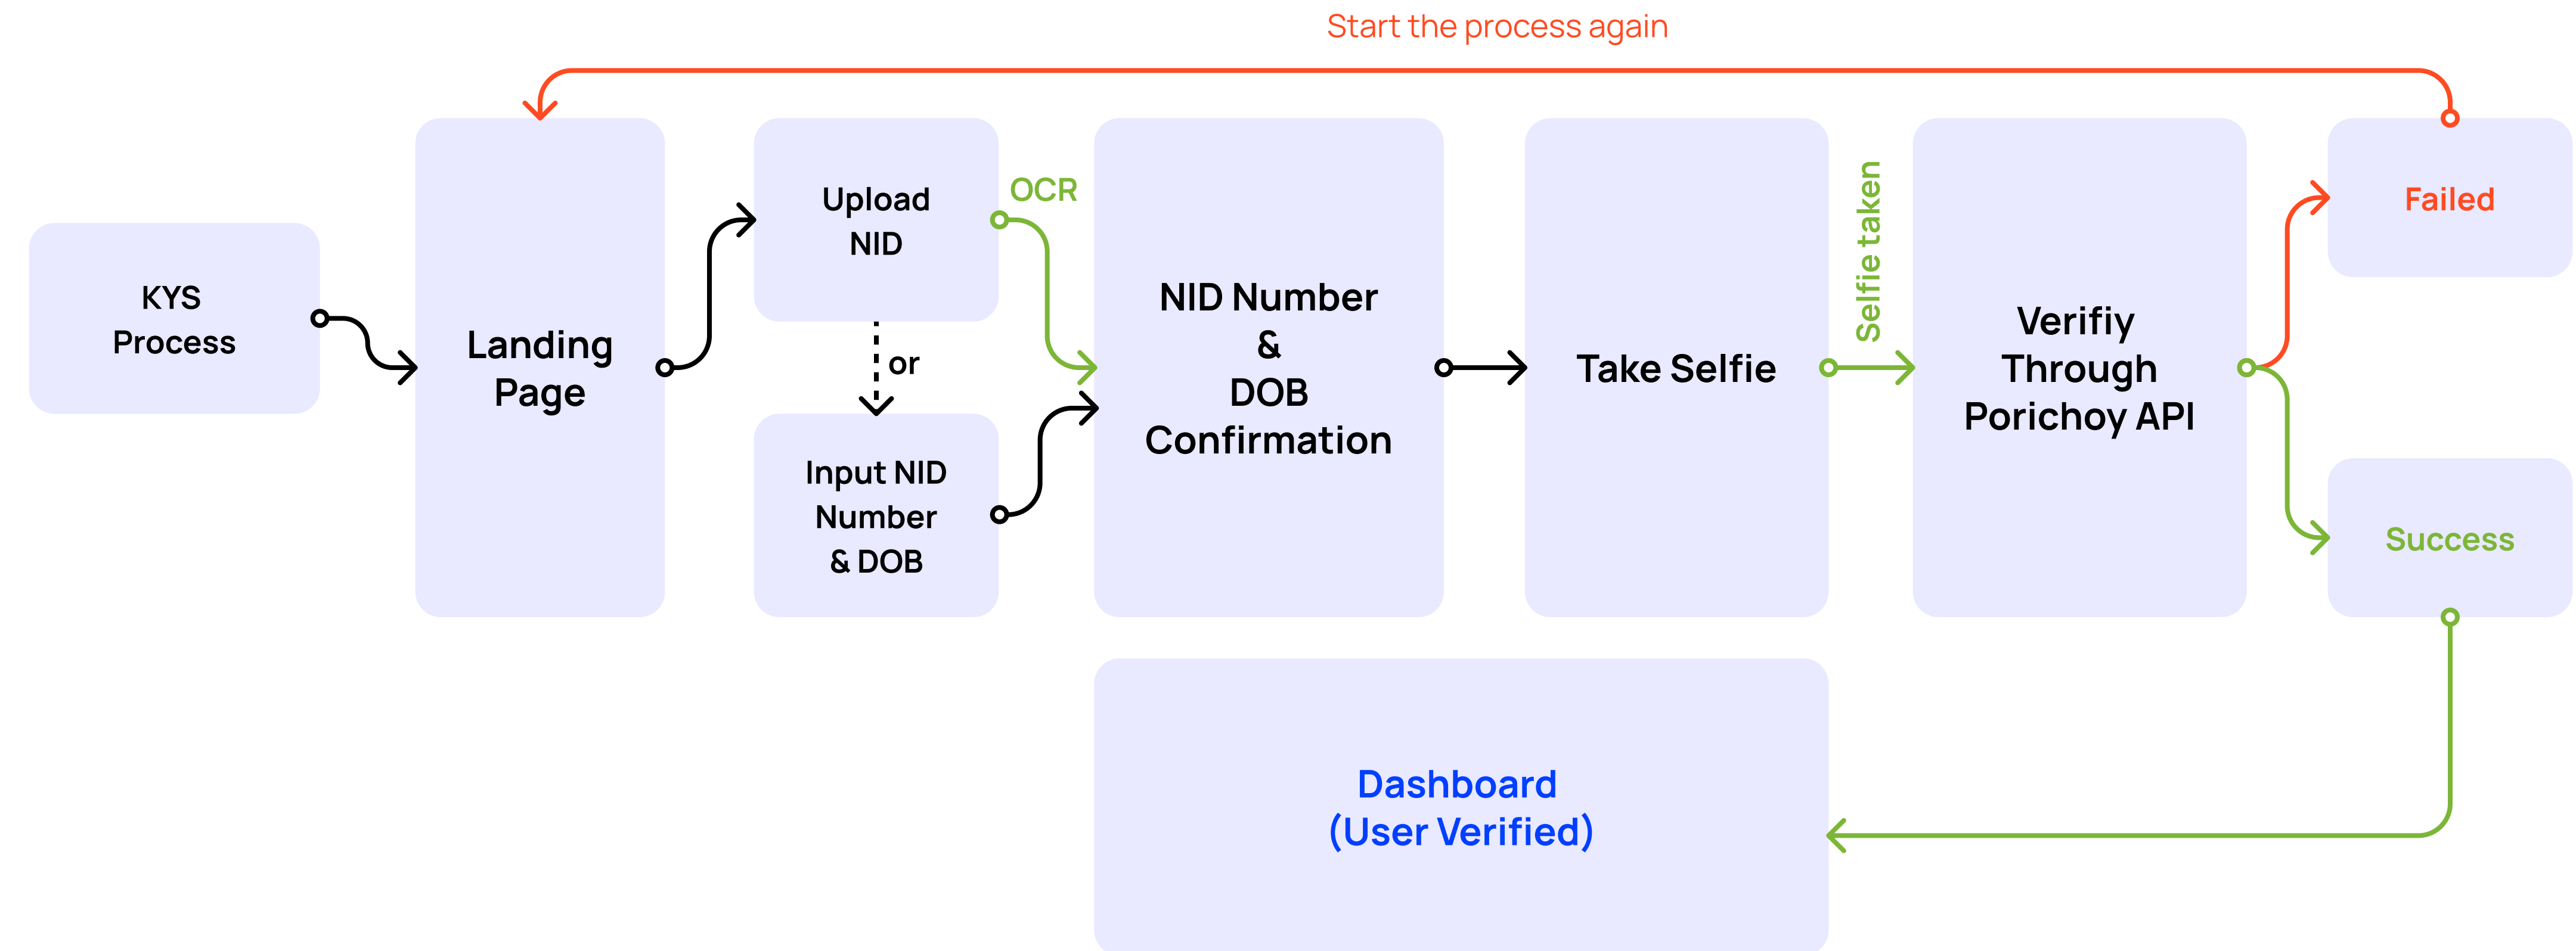 Start the process again
KYS
Process
Landing
Page
Upload
NID
or
Input NID
Number
& DOB
OCR
NID Number
&
DOB
Confirmation
Take Selfie
Selfie taken
Verifiy
Through
Porichoy API
Failed
Success
Dashboard
(User Verified)